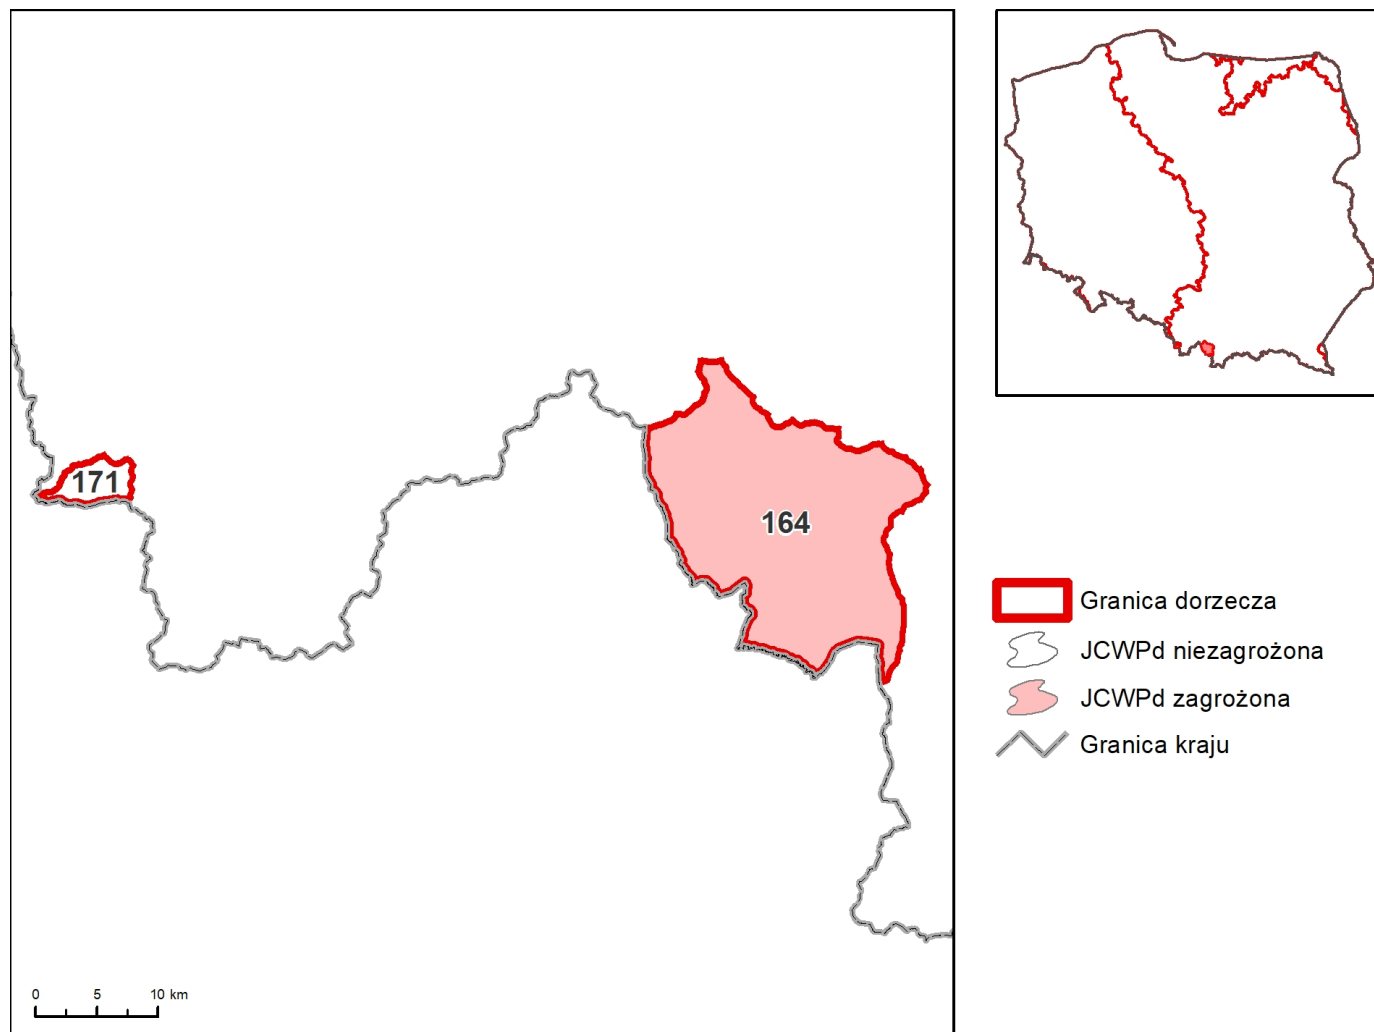 171
164
Granica dorzecza
JCWPd niezagrożona
JCWPd zagrożona
Granica kraju
0 5 10 km